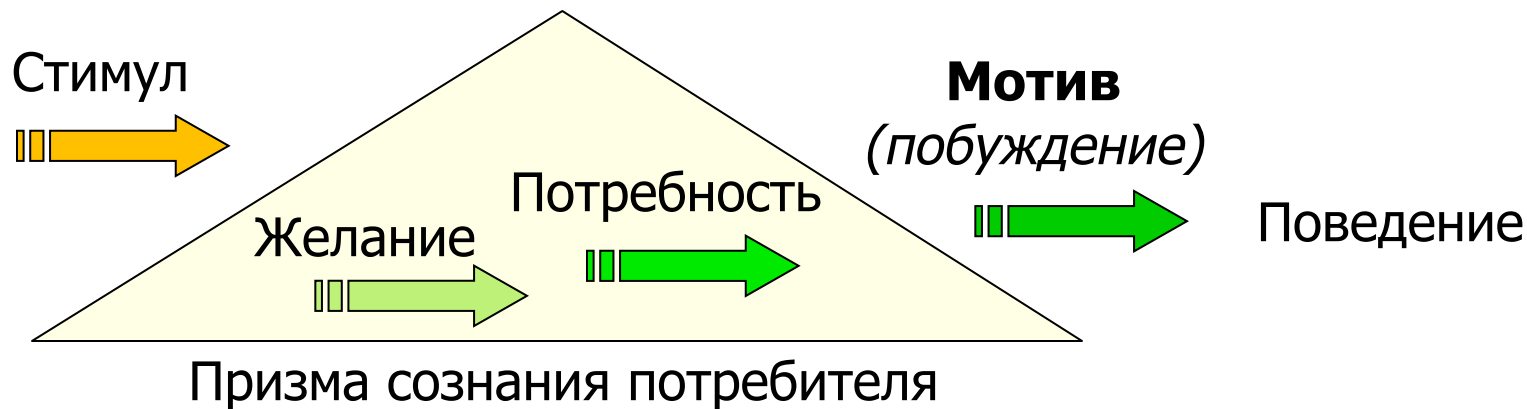 Стимул
Мотив
(побуждение)
Потребность
Желание
Поведение
Призма сознания потребителя